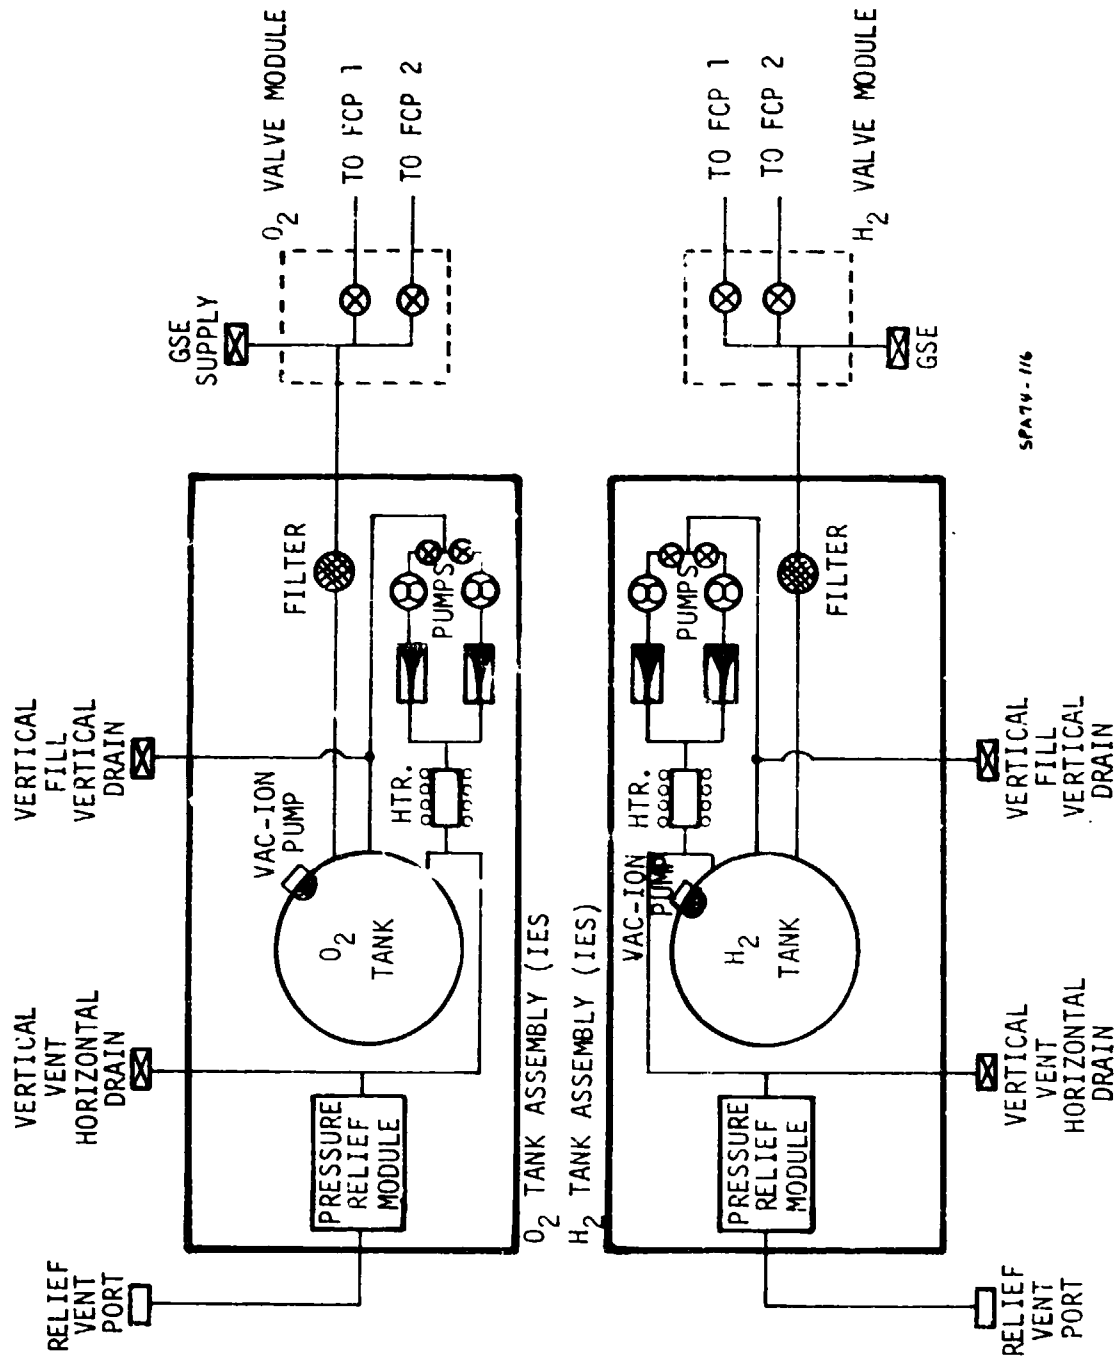 RELIEF
VENT
PORT
VERTICAL
VENT
HORIZONTAL
DRAIN
VERTICAL
FILL
VERTICAL
DRAIN
GSE
SUPPLY
O2 VALVE MODULE
TO FCP 1
TO FCP 2
PRESSURE
RELIEF
MODULE
O2
TANK
VAC-ION
PUMP
HTR.
FILTER
PUMPS
O2 TANK ASSEMBLY (IES
H2 TANK ASSEMBLY (IES)
PRESSURE
RELIEF
MODULE
H2
TANK
VAC-ION
PUMP
HTR.
PUMPS
FILTER
TO FCP 1
TO FCP 2
H2 VALVE MODULE
GSE
RELIEF
VENT
PORT
VERTICAL
VENT
HORIZONTAL
DRAIN
VERTICAL
FILL
VERTICAL
DRAIN
SPA74-116